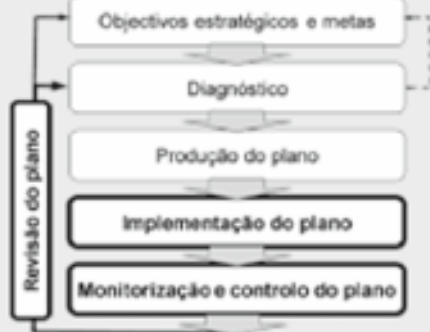 Objectivos estratégicos e metas
Diagnóstico
Produção do plano
Implementação do plano
Monitorização e controlo do plano
Revisão do plano